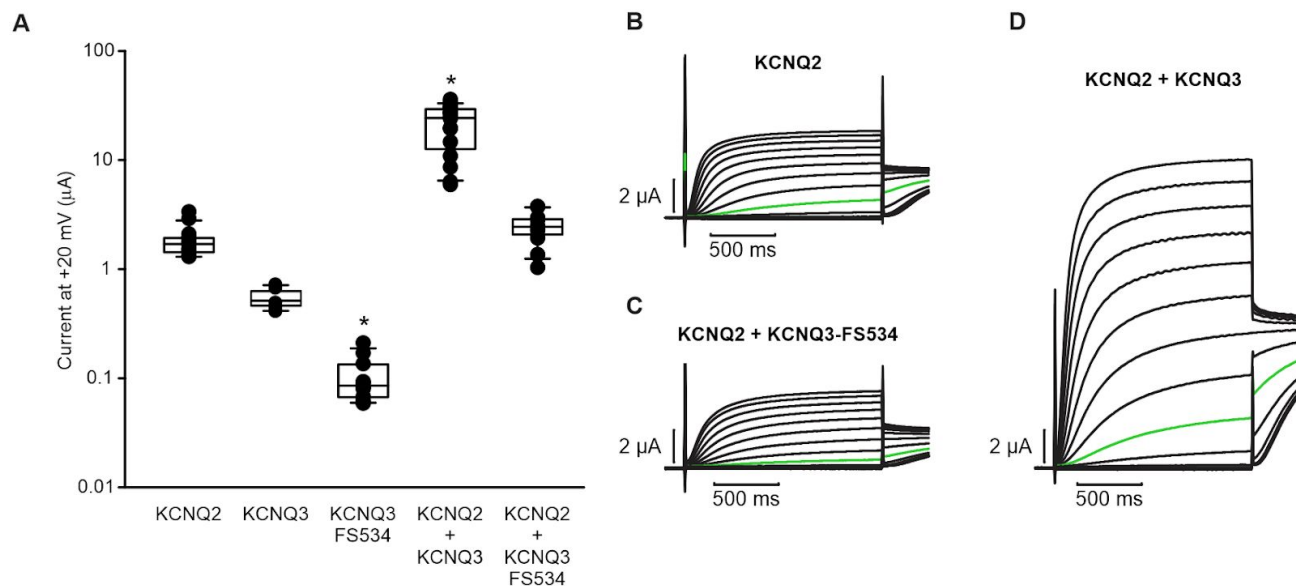 A
Current at +20 mV (µA)
100
10
1
0.1
0.01
*
*
KCNQ2
KCNQ3
KCNQ3
FS534
KCNQ2
+
KCNQ3
KCNQ2
+
KCNQ3
FS534
B
KCNQ2
2 µA
500 ms
C
KCNQ2 + KCNQ3-FS534
2 µA
500 ms
D
KCNQ2 + KCNQ3
2 µA
500 ms